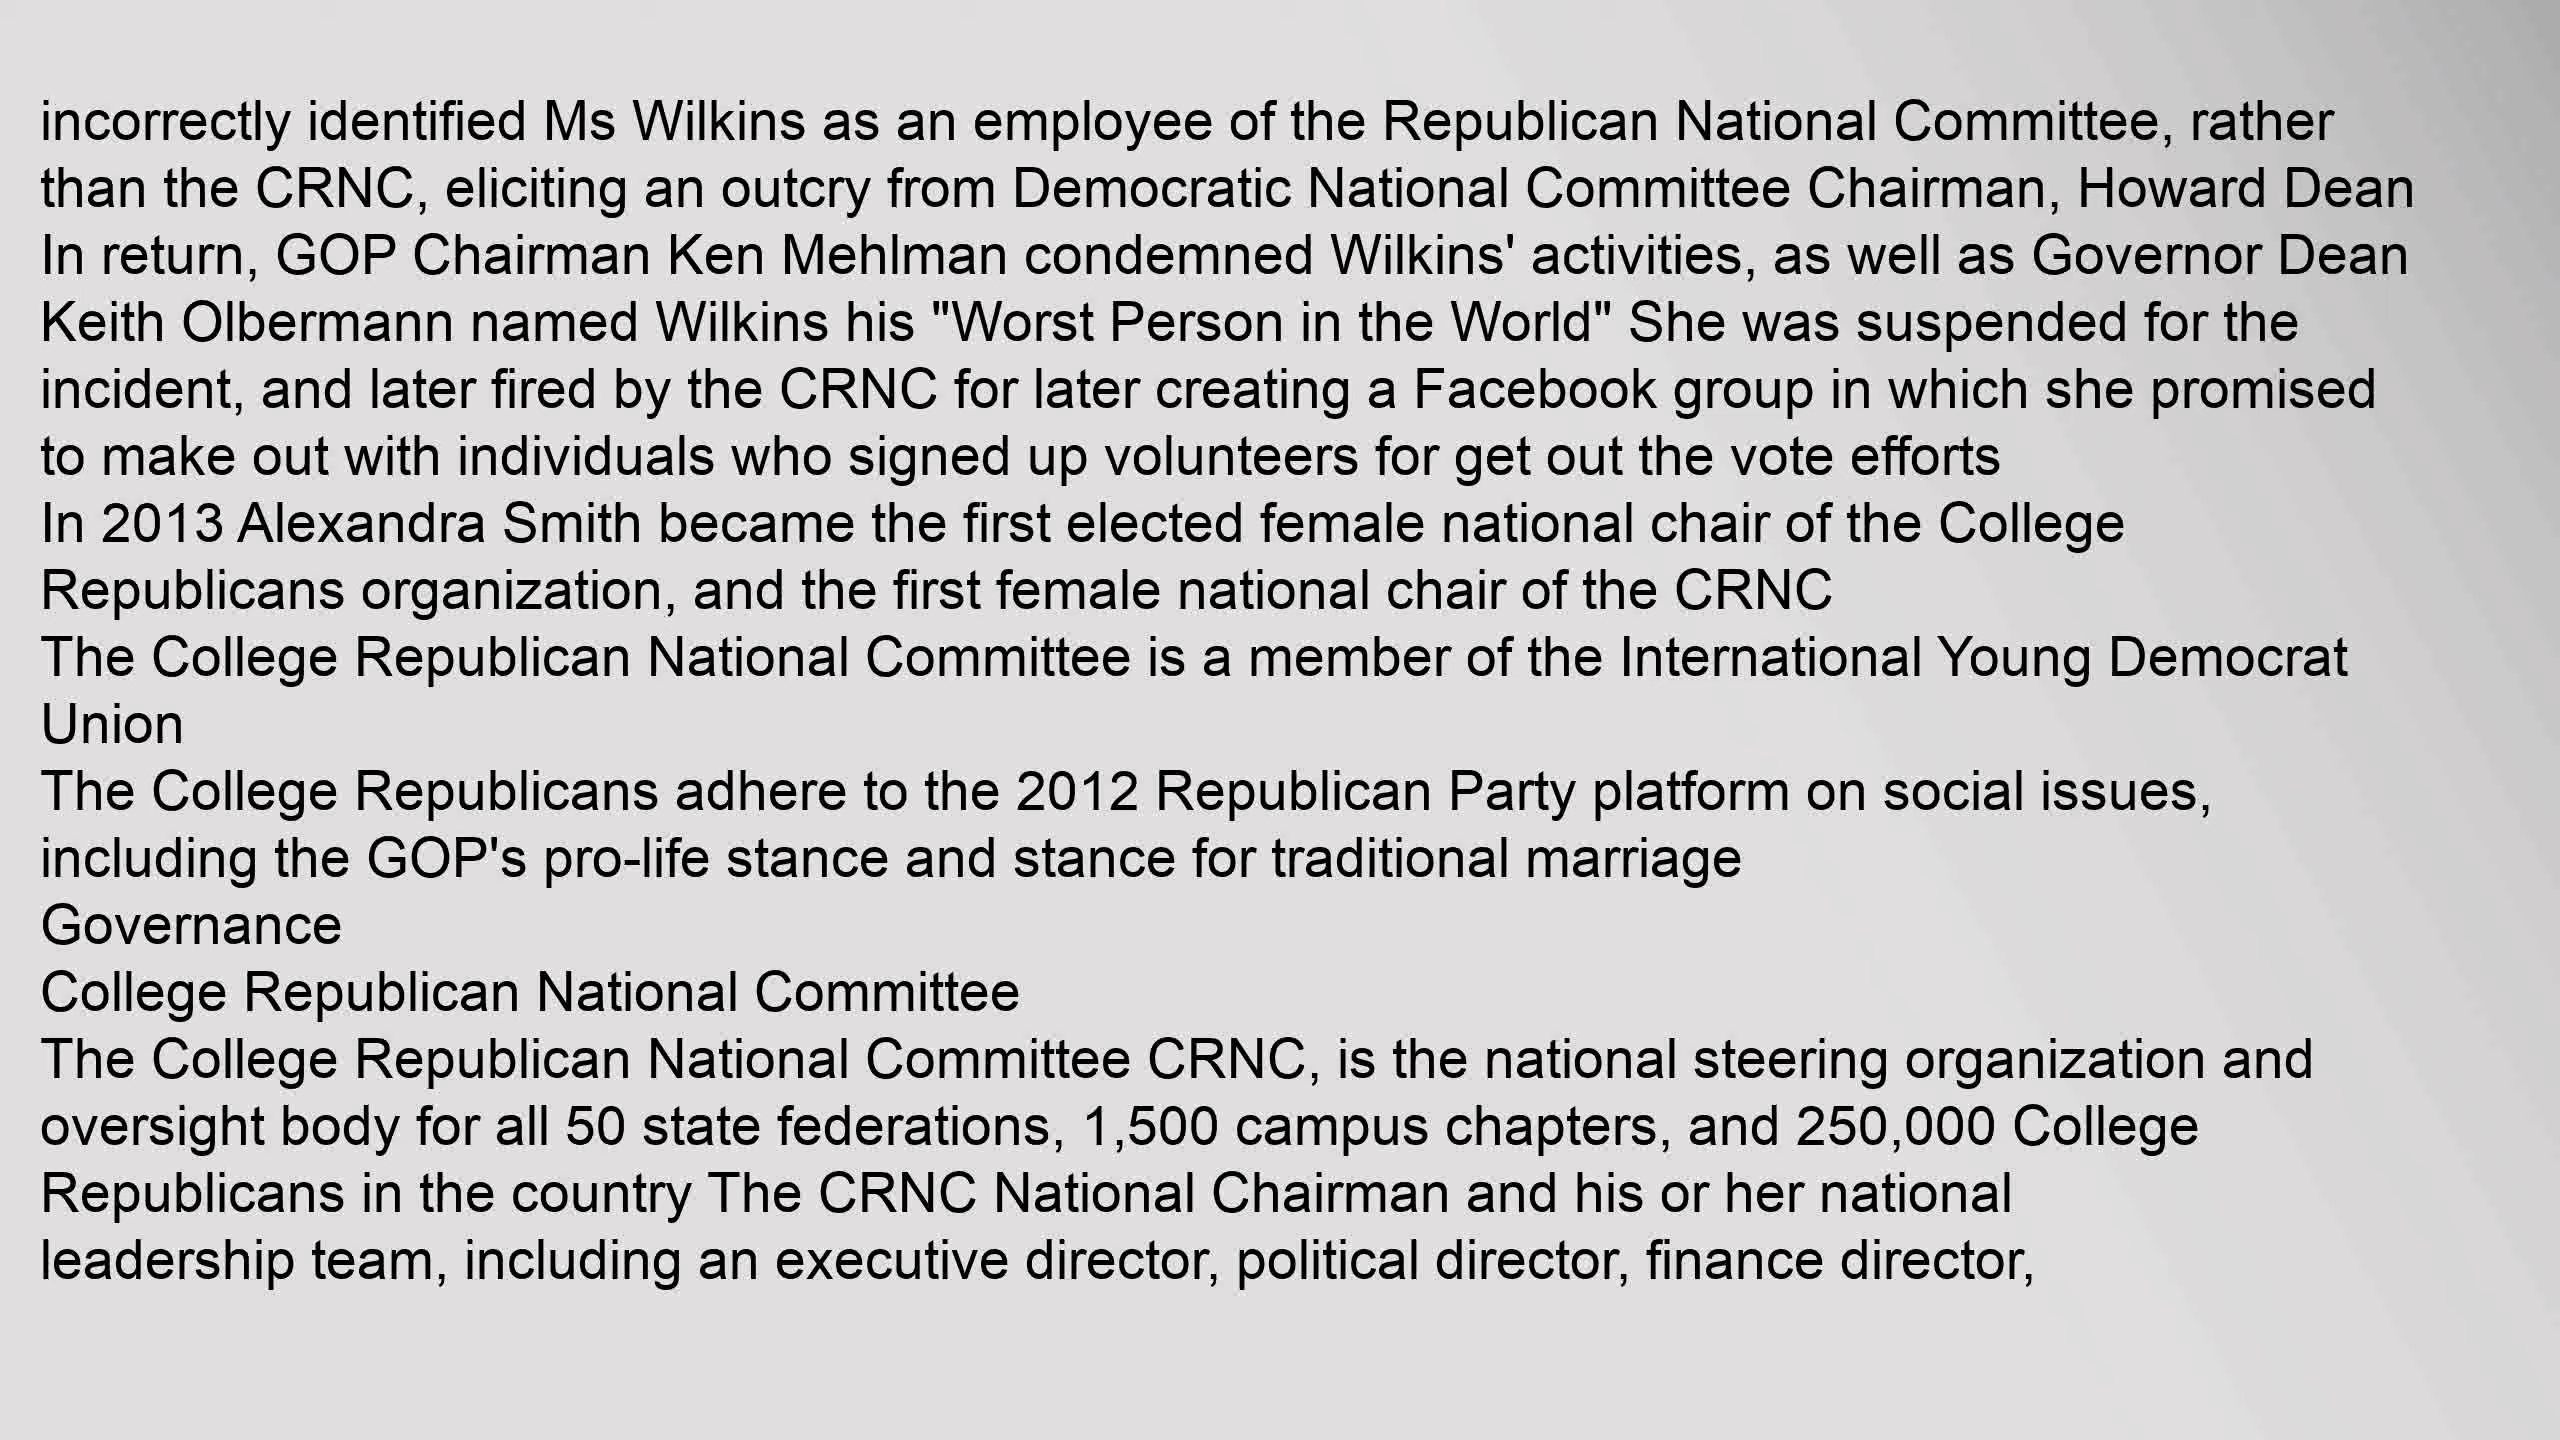 incorrectly identified Ms Wilkins as an employee of the Republican National Committee, rather
than the CRNC, eliciting an outcry from Democratic National Committee Chairman, Howard Dean
In return, GOP Chairman Ken Mehlman condemned Wilkins' activities, as well as Governor Dean
Keith Olbermann named Wilkins his "Worst Person in the World" She was suspended for the
incident, and later fired by the CRNC for later creating a Facebook group in which she promised
to make out with individuals who signed up volunteers for get out the vote efforts
In 2013 Alexandra Smith became the first elected female national chair of the College
Republicans organization, and the first female national chair of the CRNC
The College Republican National Committee is a member of the International Young Democrat
Union
The College Republicans adhere to the 2012 Republican Party platform on social issues,
including the GOP's pro-life stance and stance for traditional marriage
Governance
College Republican National Committee
The College Republican National Committee CRNC, is the national steering organization and
oversight body for all 50 state federations, 1,500 campus chapters, and 250,000 College
Republicans in the country The CRNC National Chairman and his or her national
leadership team, including an executive director, political director, finance director,